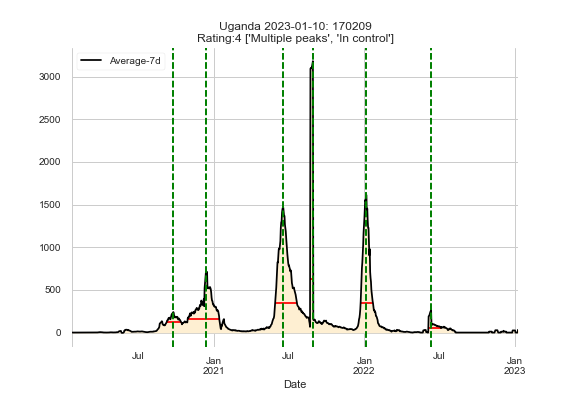 Uganda 2023-01-10: 170209
Rating:4 ['Multiple peaks', 'In control']
Average-7d
3000
2500
2000
1500
1000
500
0
Jul
Jan
2021
Jul
Jan
2022
Jul
Jan
2023
Date